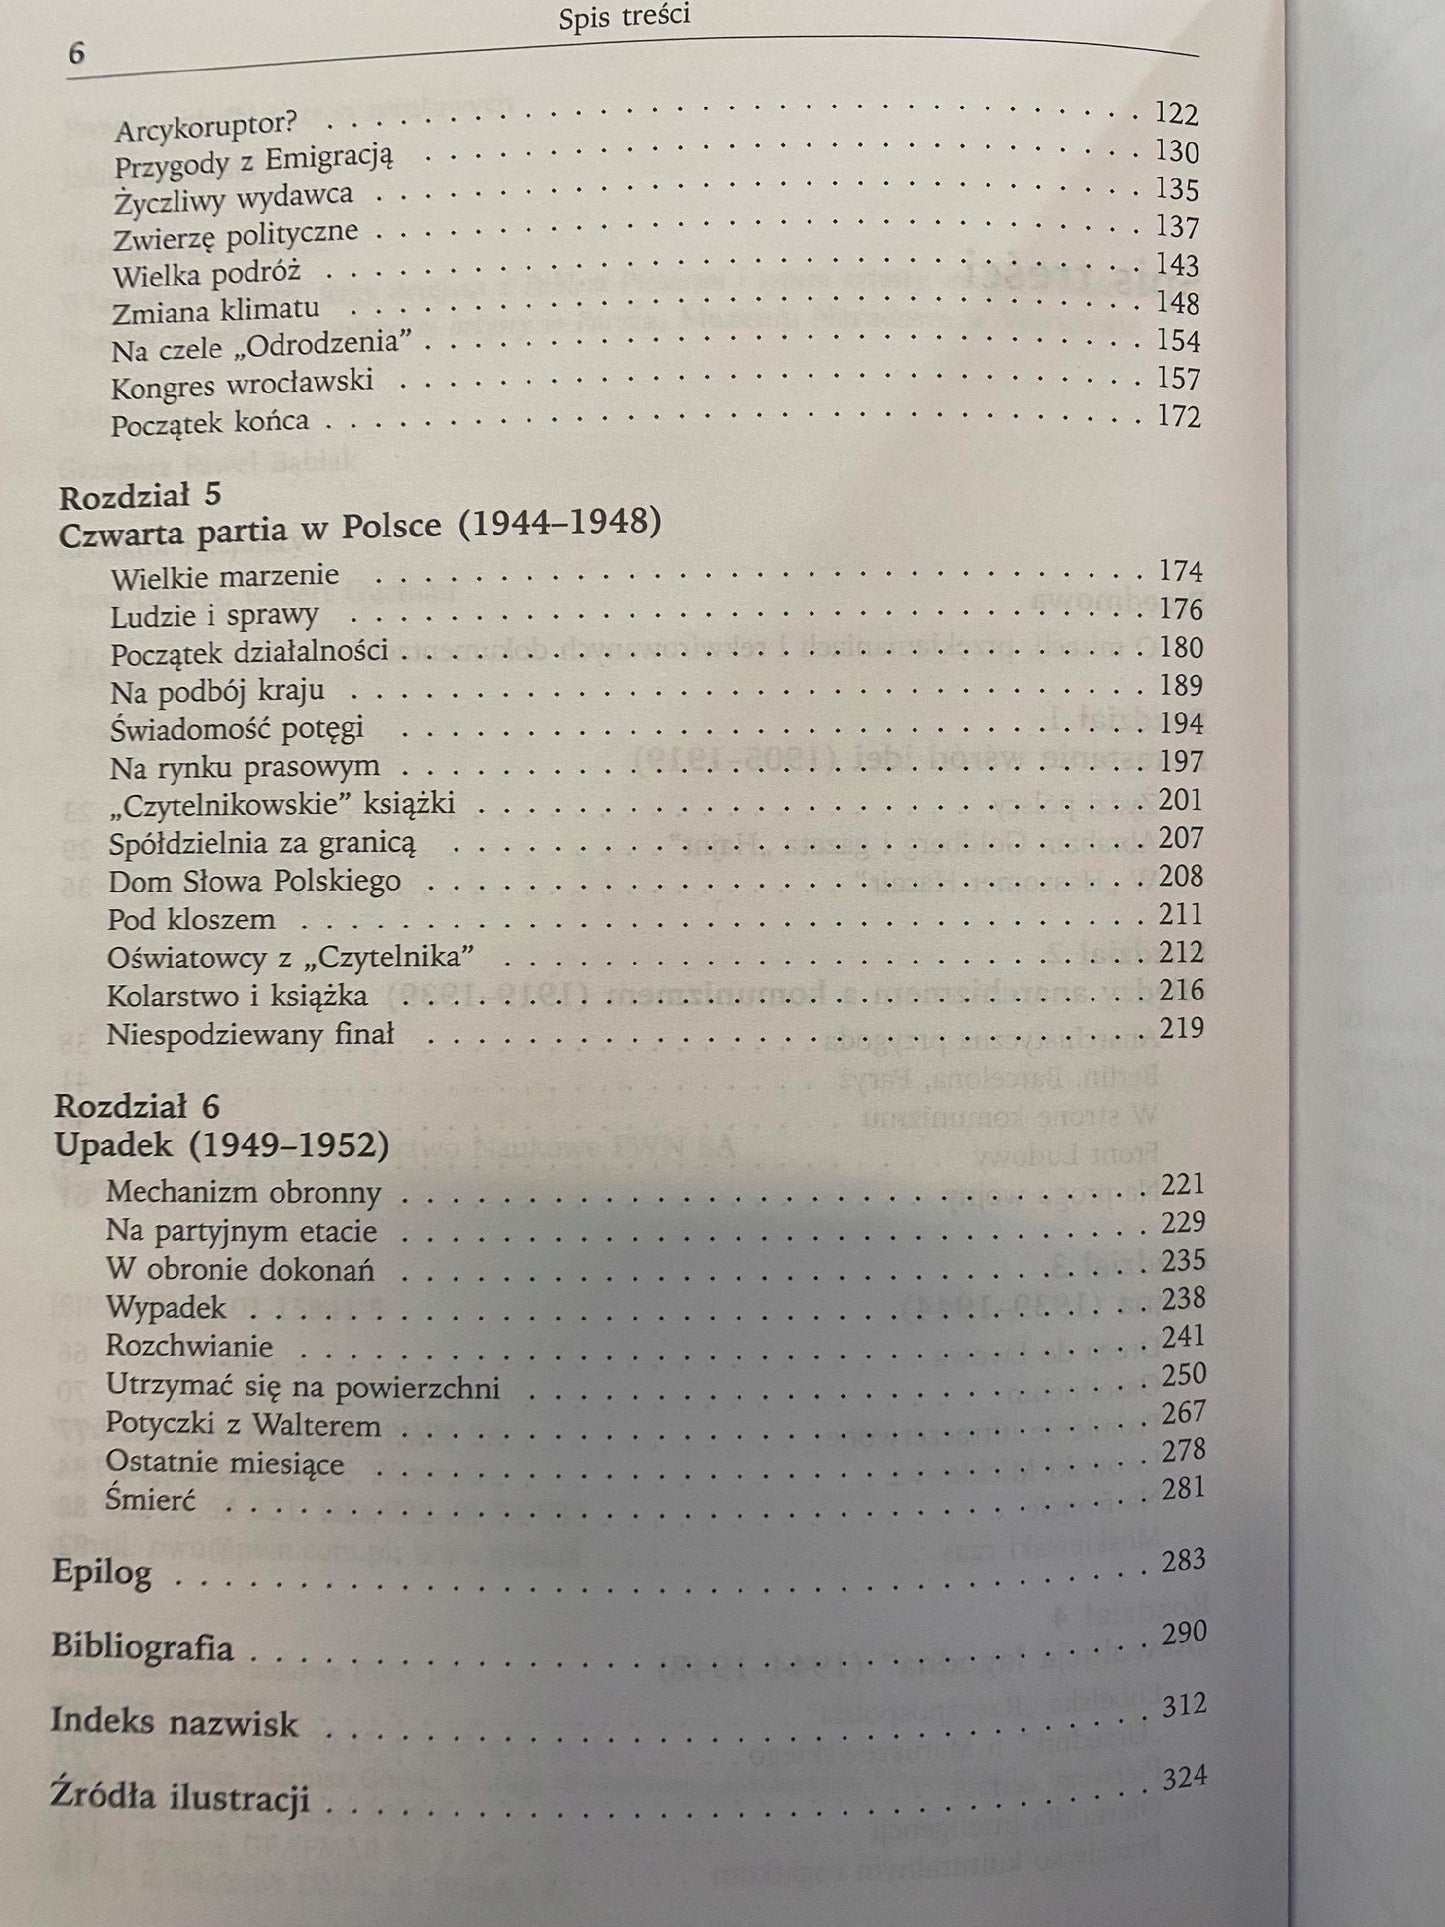 6
Spis treści
Arcykoruptor? . . . . . . . . . . . . . . . . . . . . 122
Przygody z Emigracją . . . . . . . . . . . . . . . . . . . . 130
Życzliwy wydawca . . . . . . . . . . . . . . . . . . . . 135
Zwierzę polityczne . . . . . . . . . . . . . . . . . . . . 137
Wielka podróż . . . . . . . . . . . . . . . . . . . . 143
Zmiana klimatu . . . . . . . . . . . . . . . . . . . . 148
Na czele „Odrodzenia” . . . . . . . . . . . . . . . . . . . . 154
Kongres wrocławski . . . . . . . . . . . . . . . . . . . . 157
Początek końca . . . . . . . . . . . . . . . . . . . . 172
Rozdział 5
Czwarta partia w Polsce (1944–1948)
Wielkie marzenie . . . . . . . . . . . . . . . . . . . . 174
Ludzie i sprawy . . . . . . . . . . . . . . . . . . . . 176
Początek działalności . . . . . . . . . . . . . . . . . . . . 180
Na podbój kraju . . . . . . . . . . . . . . . . . . . . 189
Świadomość potęgi . . . . . . . . . . . . . . . . . . . . 194
Na rynku prasowym . . . . . . . . . . . . . . . . . . . . 197
„Czytelnikowskie” książki . . . . . . . . . . . . . . . . . . . . 201
Spółdzielnia za granicą . . . . . . . . . . . . . . . . . . . . 207
Dom Słowa Polskiego . . . . . . . . . . . . . . . . . . . . 208
Pod kloszem . . . . . . . . . . . . . . . . . . . . 211
Oświatowcy z „Czytelnika” . . . . . . . . . . . . . . . . . . . . 212
Kolarstwo i książka . . . . . . . . . . . . . . . . . . . . 216
Niespodziewany finał . . . . . . . . . . . . . . . . . . . . 219
Rozdział 6
Upadek (1949–1952)
Mechanizm obronny . . . . . . . . . . . . . . . . . . . . 221
Na partyjnym etacie . . . . . . . . . . . . . . . . . . . . 229
W obronie dokonań . . . . . . . . . . . . . . . . . . . . 235
Wypadek . . . . . . . . . . . . . . . . . . . . 238
Rozchwianie . . . . . . . . . . . . . . . . . . . . 241
Utrzymać się na powierzchni . . . . . . . . . . . . . . . . . . . . 250
Potyczki z Walterem . . . . . . . . . . . . . . . . . . . . 267
Ostatnie miesiące . . . . . . . . . . . . . . . . . . . . 278
Śmierć . . . . . . . . . . . . . . . . . . . . 281
Epilog . . . . . . . . . . . . . . . . . . . . 283
Bibliografia . . . . . . . . . . . . . . . . . . . . 290
Indeks nazwisk . . . . . . . . . . . . . . . . . . . . 312
Źródła ilustracji . . . . . . . . . . . . . . . . . . . . 324